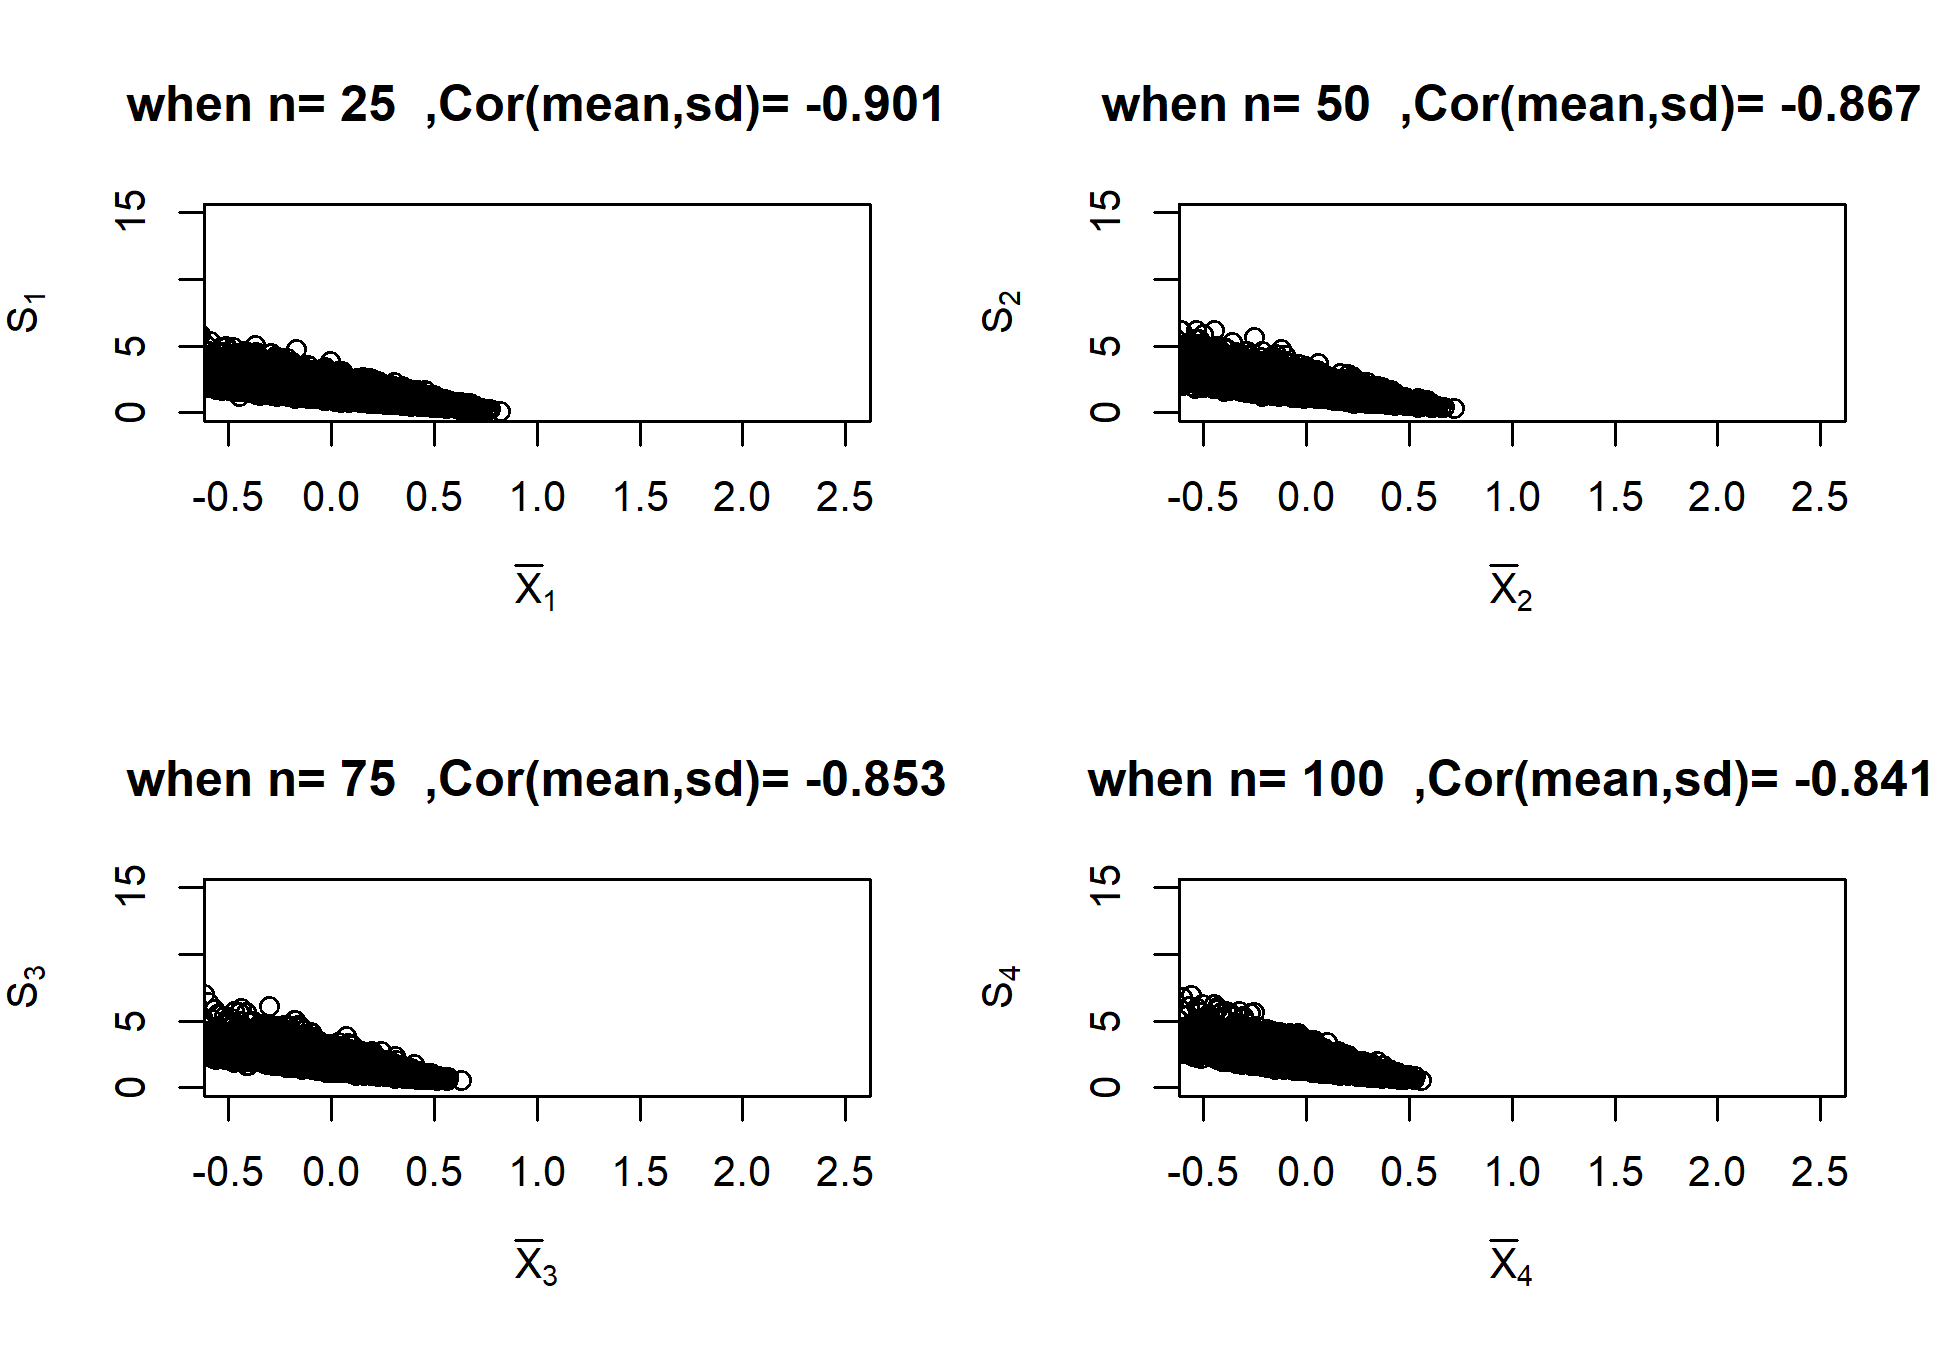 when n= 25 ,Cor(mean,sd)= -0.901
S1
15
5
0
-0.5 0.0 0.5 1.0 1.5 2.0 2.5
X̅1
when n= 50 ,Cor(mean,sd)= -0.867
S2
15
5
0
-0.5 0.0 0.5 1.0 1.5 2.0 2.5
X̅2
when n= 75 ,Cor(mean,sd)= -0.853
S3
15
5
0
-0.5 0.0 0.5 1.0 1.5 2.0 2.5
X̅3
when n= 100 ,Cor(mean,sd)= -0.841
S4
15
5
0
-0.5 0.0 0.5 1.0 1.5 2.0 2.5
X̅4